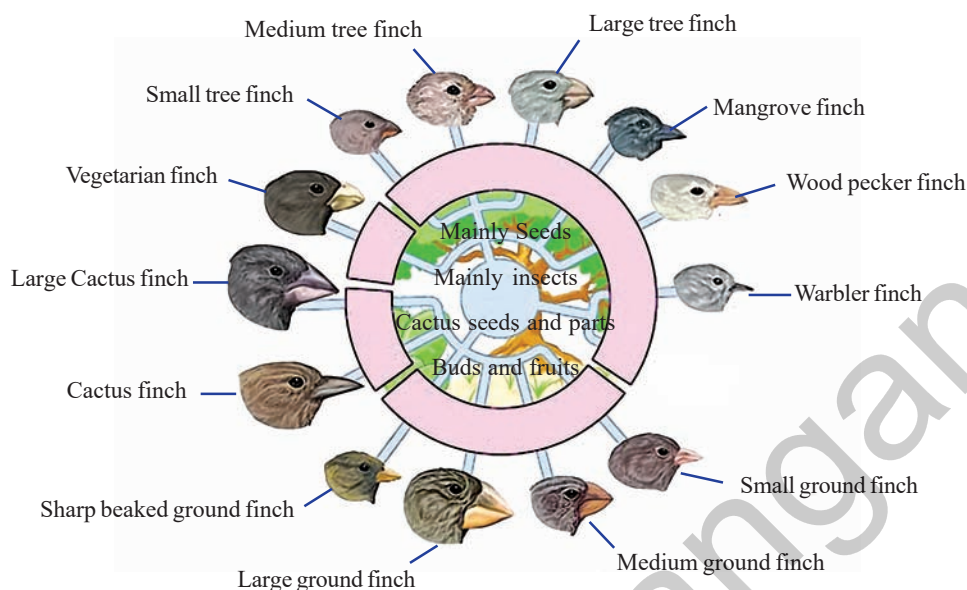 Medium tree finch
Large tree finch
Small tree finch
Mangrove finch
Vegetarian finch
Wood pecker finch
Large Cactus finch
Warbler finch
Cactus finch
Mainly Seeds
Mainly insects
Cactus seeds and parts
Buds and fruits
Small ground finch
Sharp beaked ground finch
Medium ground finch
Large ground finch